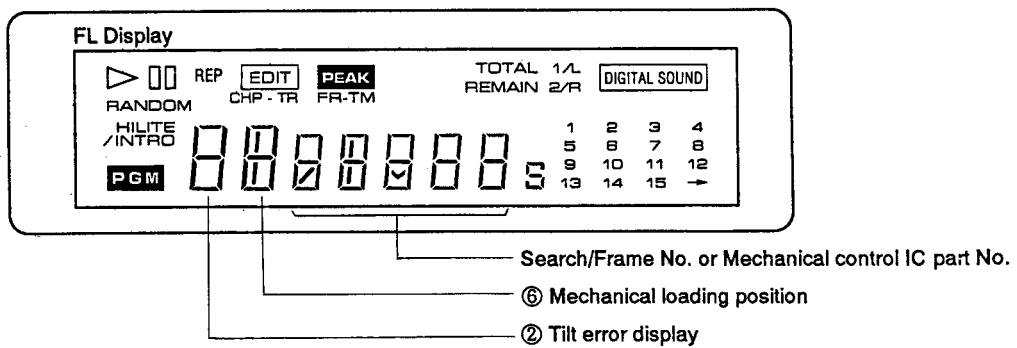 FL Display
REP EDIT PEAK TOTAL 1/L DIGITAL SOUND
RANDOM CHP - TR FR-TM REMAIN 2/R
HILITE 1 2 3 4
/INTRO 5 6 7 8
PGM S 9 10 11 12
13 14 15 →
Search/Frame No. or Mechanical control IC part No.
⑥ Mechanical loading position
② Tilt error display